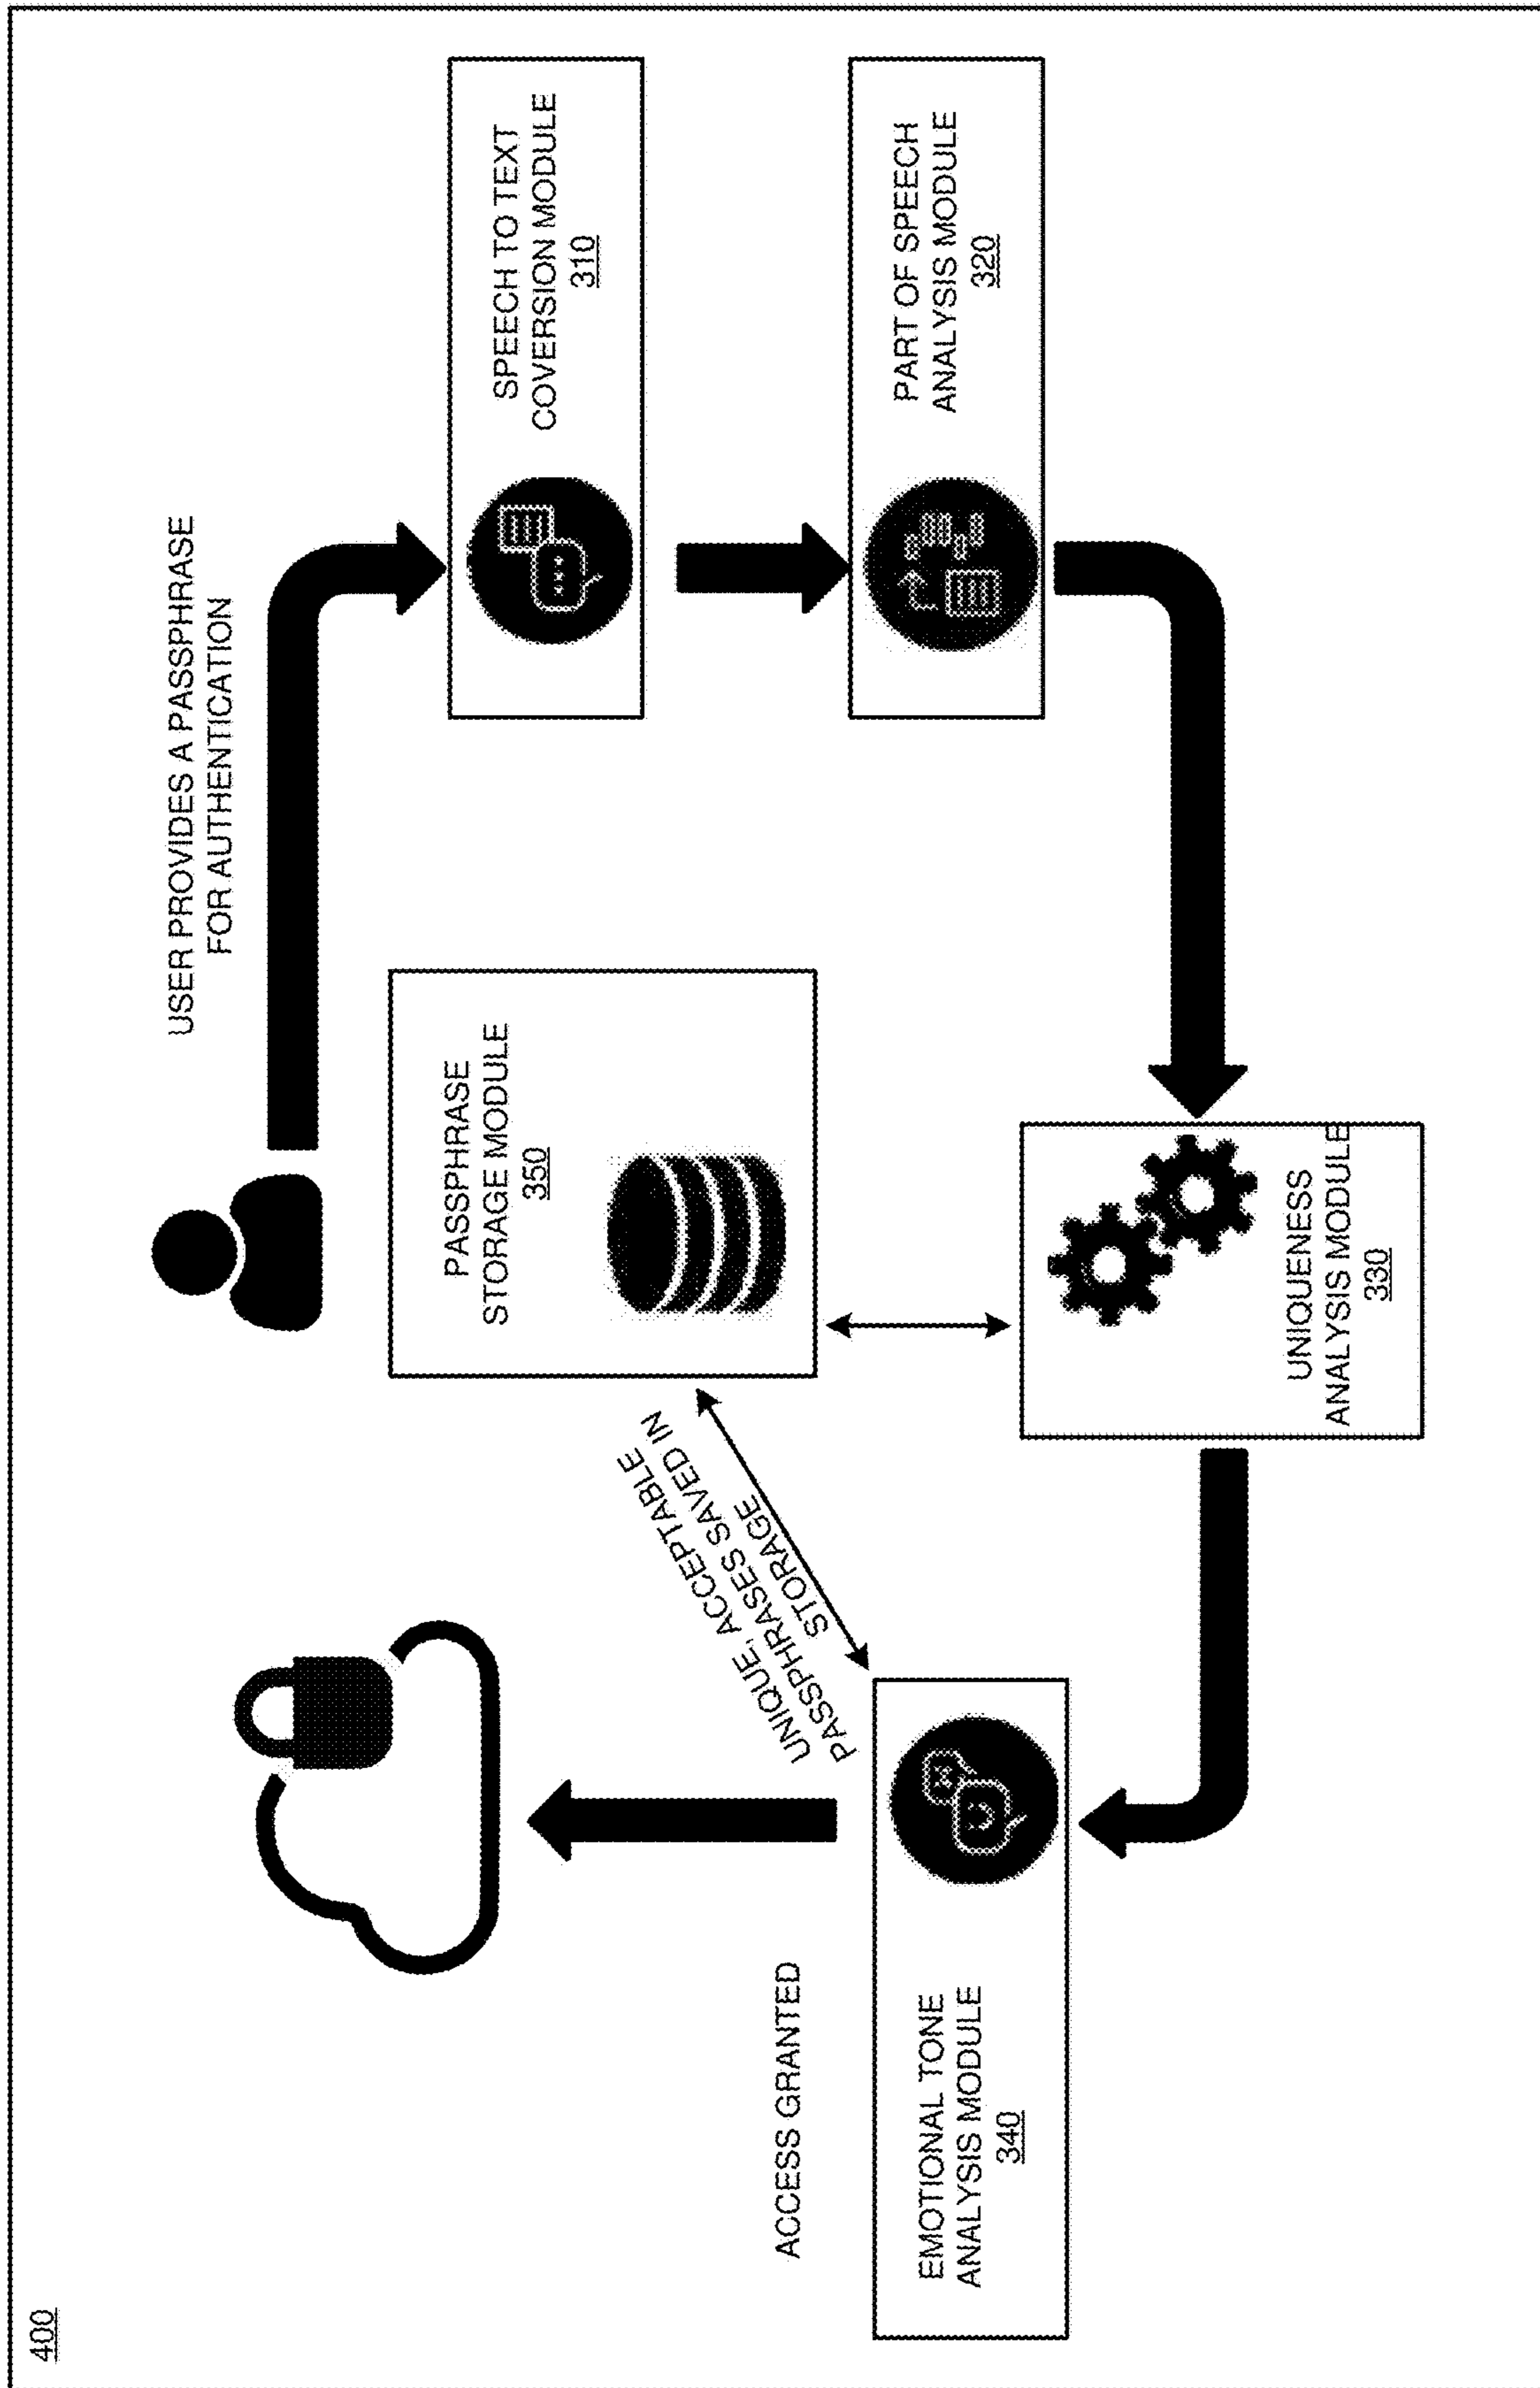 400
USER PROVIDES A PASSPHRASE
FOR AUTHENTICATION
SPEECH TO TEXT
COVERSION MODULE
310
PART OF SPEECH
ANALYSIS MODULE
320
PASSPHRASE
STORAGE MODULE
350
UNIQUENESS
ANALYSIS MODULE
330
UNIQUE, ACCEPTABLE
PASSPHRASES SAVED IN
STORAGE
ACCESS GRANTED
EMOTIONAL TONE
ANALYSIS MODULE
340